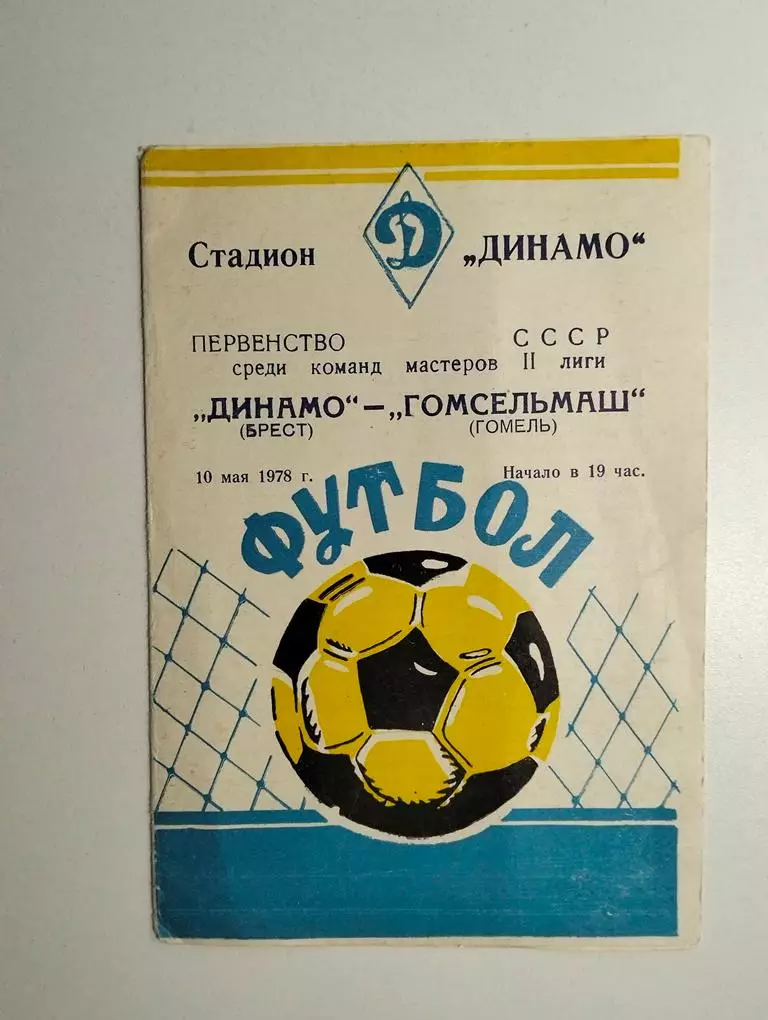 Стадион Д „ДИНАМО“
ПЕРВЕНСТВО СССР
среди команд мастеров II лиги
„ДИНАМО“ — „ГОМСЕЛЬМАШ“
(БРЕСТ) (ГОМЕЛЬ)
10 мая 1978 г. Начало в 19 час.
ФУТБОЛ